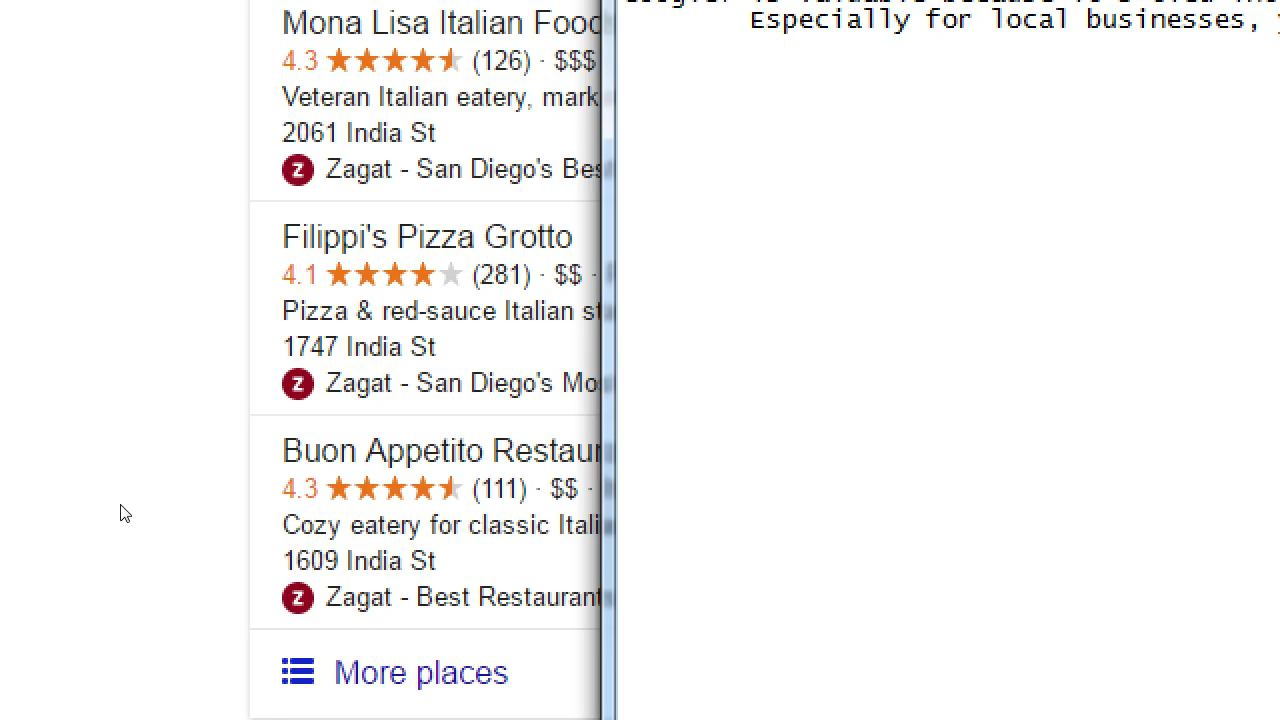 Mona Lisa Italian Food
4.3 (126) · $$$
Veteran Italian eatery, mark
2061 India St
Z Zagat - San Diego's Bes
Filippi's Pizza Grotto
4.1 (281) · $$ ·
Pizza & red-sauce Italian st
1747 India St
Z Zagat - San Diego's Mo
Buon Appetito Restaur
4.3 (111) · $$ ·
Cozy eatery for classic Itali
1609 India St
Z Zagat - Best Restaurant
More places
Especially for local businesses,